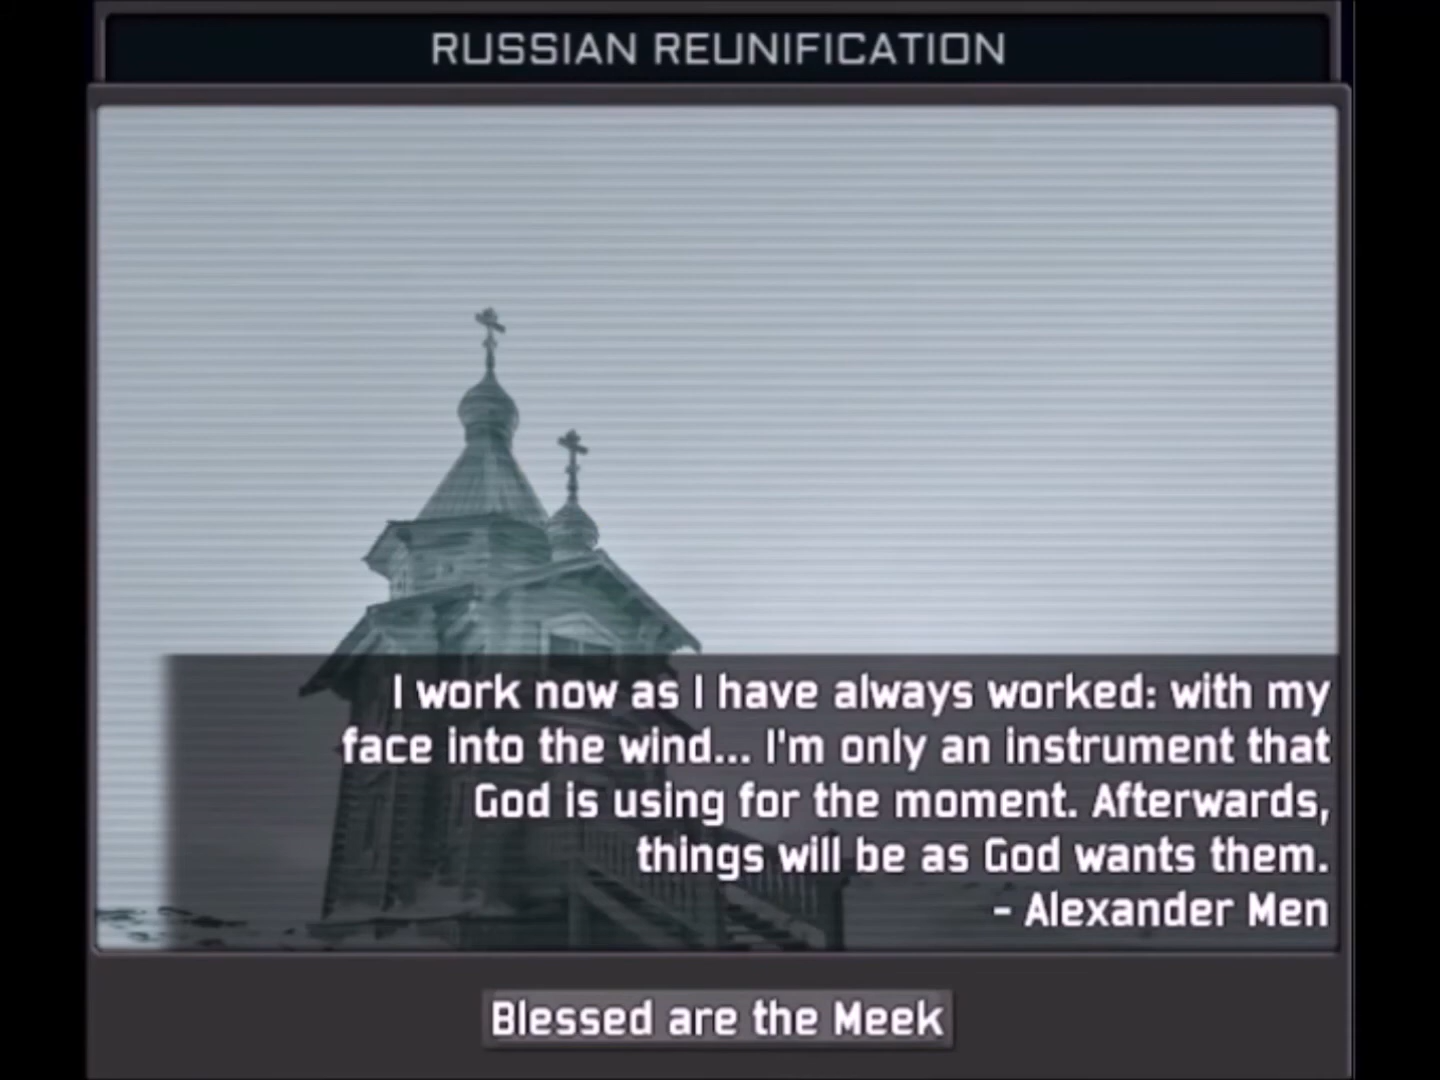 RUSSIAN REUNIFICATION
I work now as I have always worked: with my
face into the wind... I'm only an instrument that
God is using for the moment. Afterwards,
things will be as God wants them.
- Alexander Men
Blessed are the Meek